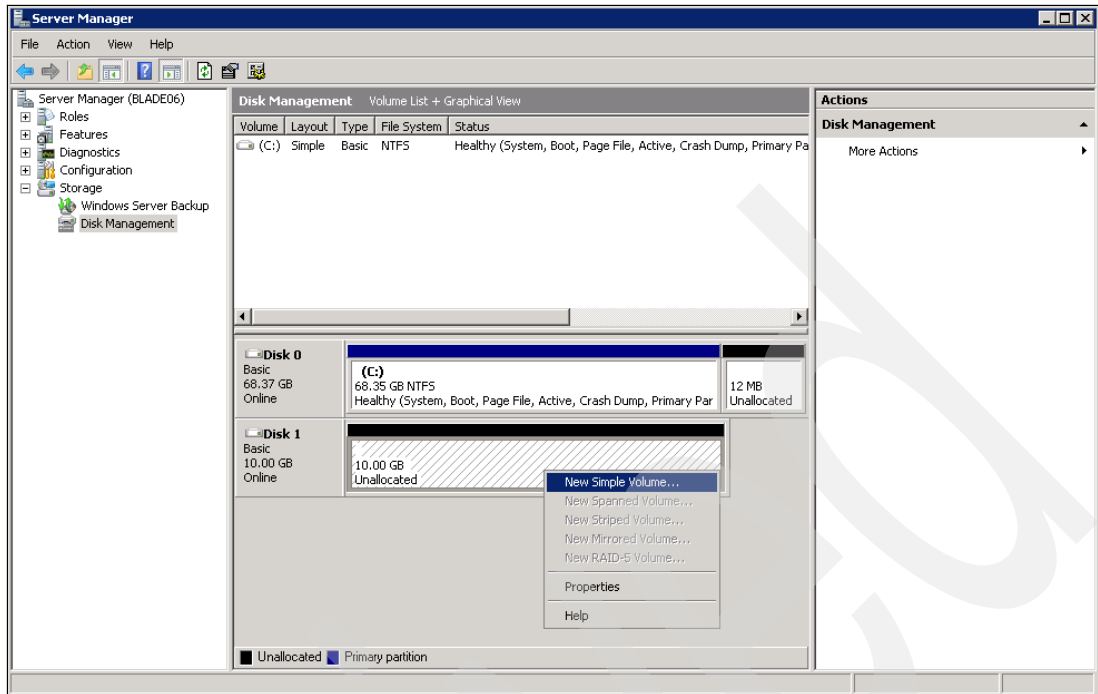 Server Manager
File Action View Help
Server Manager (BLADE06)
Roles
Features
Diagnostics
Configuration
Storage
Windows Server Backup
Disk Management
Disk Management Volume List + Graphical View
Volume Layout Type File System Status
(C:) Simple Basic NTFS Healthy (System, Boot, Page File, Active, Crash Dump, Primary Pa
Disk 0
Basic
68.37 GB
Online
(C:)
68.35 GB NTFS
Healthy (System, Boot, Page File, Active, Crash Dump, Primary Par
12 MB
Unallocated
Disk 1
Basic
10.00 GB
Online
10.00 GB
Unallocated
New Simple Volume...
New Spanned Volume...
New Striped Volume...
New Mirrored Volume...
New RAID-5 Volume...
Properties
Help
Unallocated Primary partition
Actions
Disk Management
More Actions